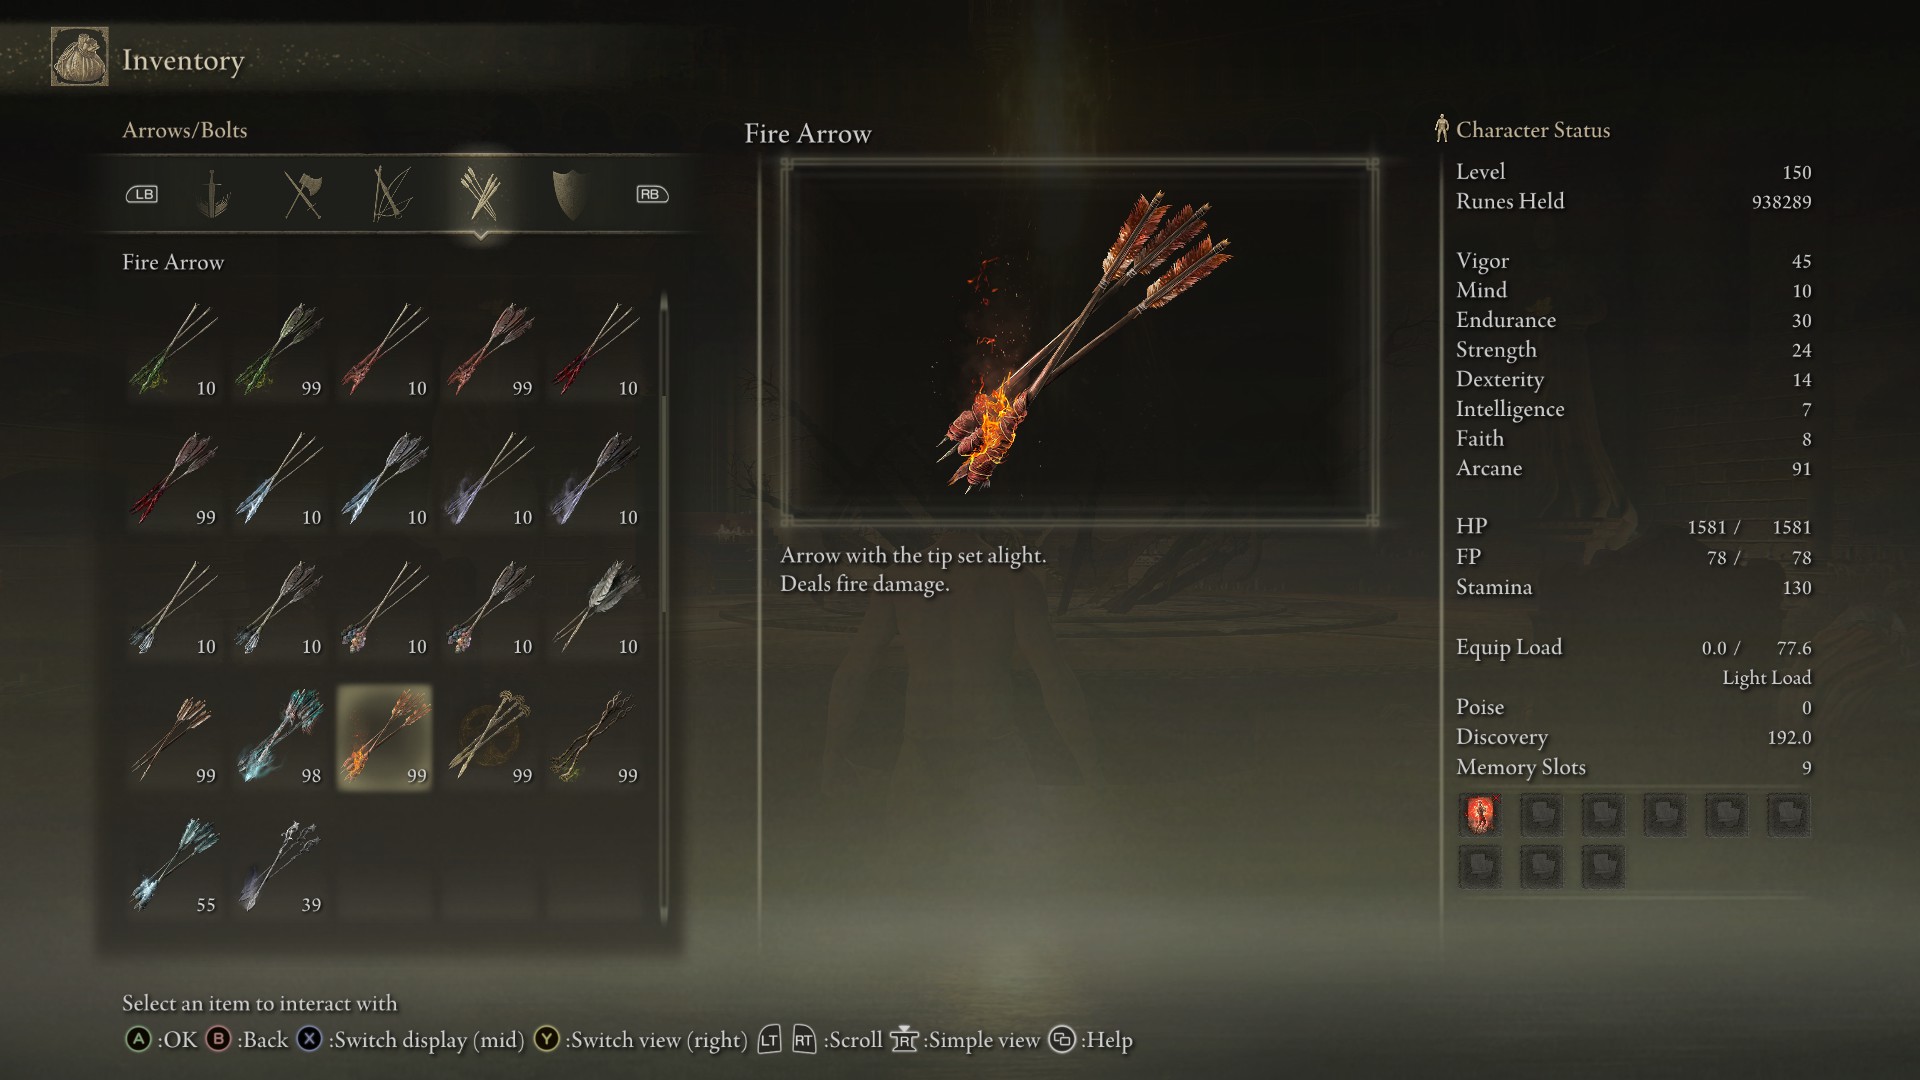 Inventory
Arrows/Bolts
LB
RB
Fire Arrow
10 99 10 99 10
99 10 10 10 10
10 10 10 10 10
99 98 99 99 99
55 39
Fire Arrow
Arrow with the tip set alight.
Deals fire damage.
Character Status
Level 150
Runes Held 938289
Vigor 45
Mind 10
Endurance 30
Strength 24
Dexterity 14
Intelligence 7
Faith 8
Arcane 91
HP 1581 / 1581
FP 78 / 78
Stamina 130
Equip Load 0.0 / 77.6
Light Load
Poise 0
Discovery 192.0
Memory Slots 9
Select an item to interact with
A :OK B :Back X :Switch display (mid) Y :Switch view (right) LT RT :Scroll R :Simple view :Help